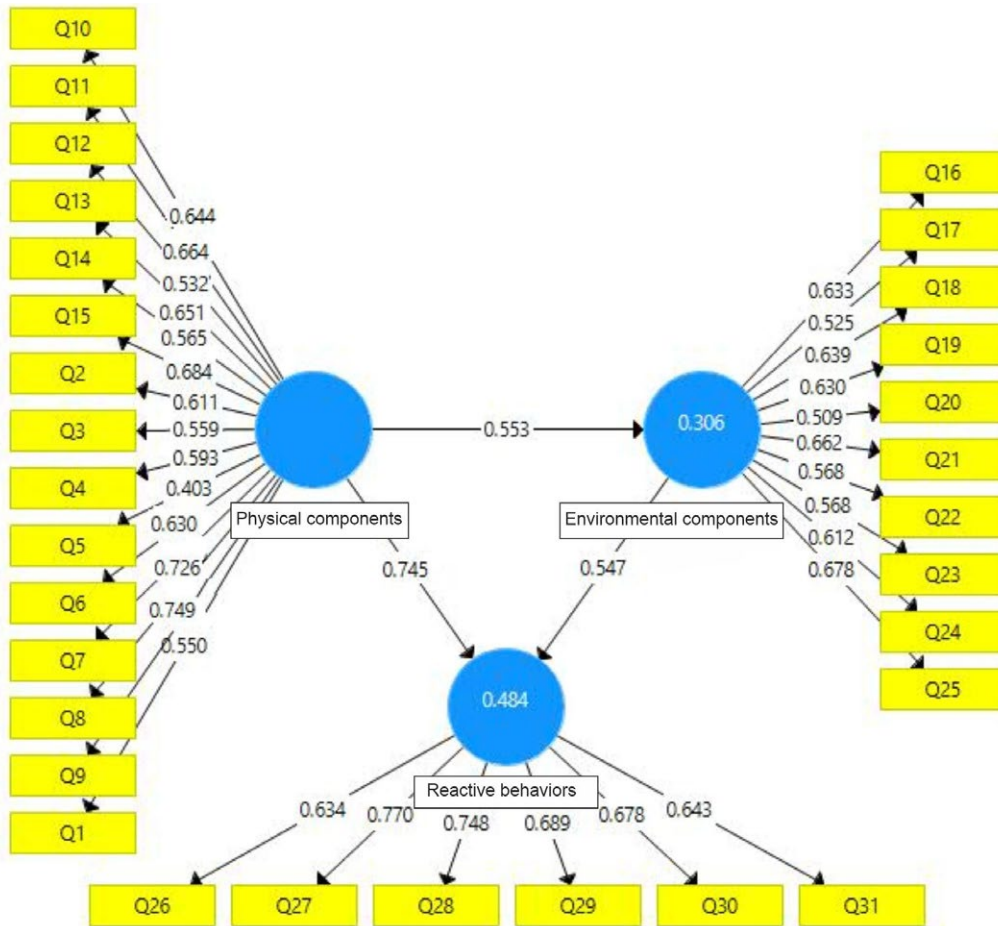 Q10
Q11
Q12
Q13
Q14
Q15
Q2
Q3
Q4
Q5
Q6
Q7
Q8
Q9
Q1
0.644
0.664
0.532
0.651
0.565
0.684
0.611
0.559
0.593
0.403
0.630
0.726
0.749
0.550
Physical components
0.553
0.745
0.306
Environmental components
0.547
0.633
0.525
0.639
0.630
0.509
0.662
0.568
0.568
0.612
0.678
Q16
Q17
Q18
Q19
Q20
Q21
Q22
Q23
Q24
Q25
0.484
Reactive behaviors
0.634
0.770
0.748
0.689
0.678
0.643
Q26
Q27
Q28
Q29
Q30
Q31